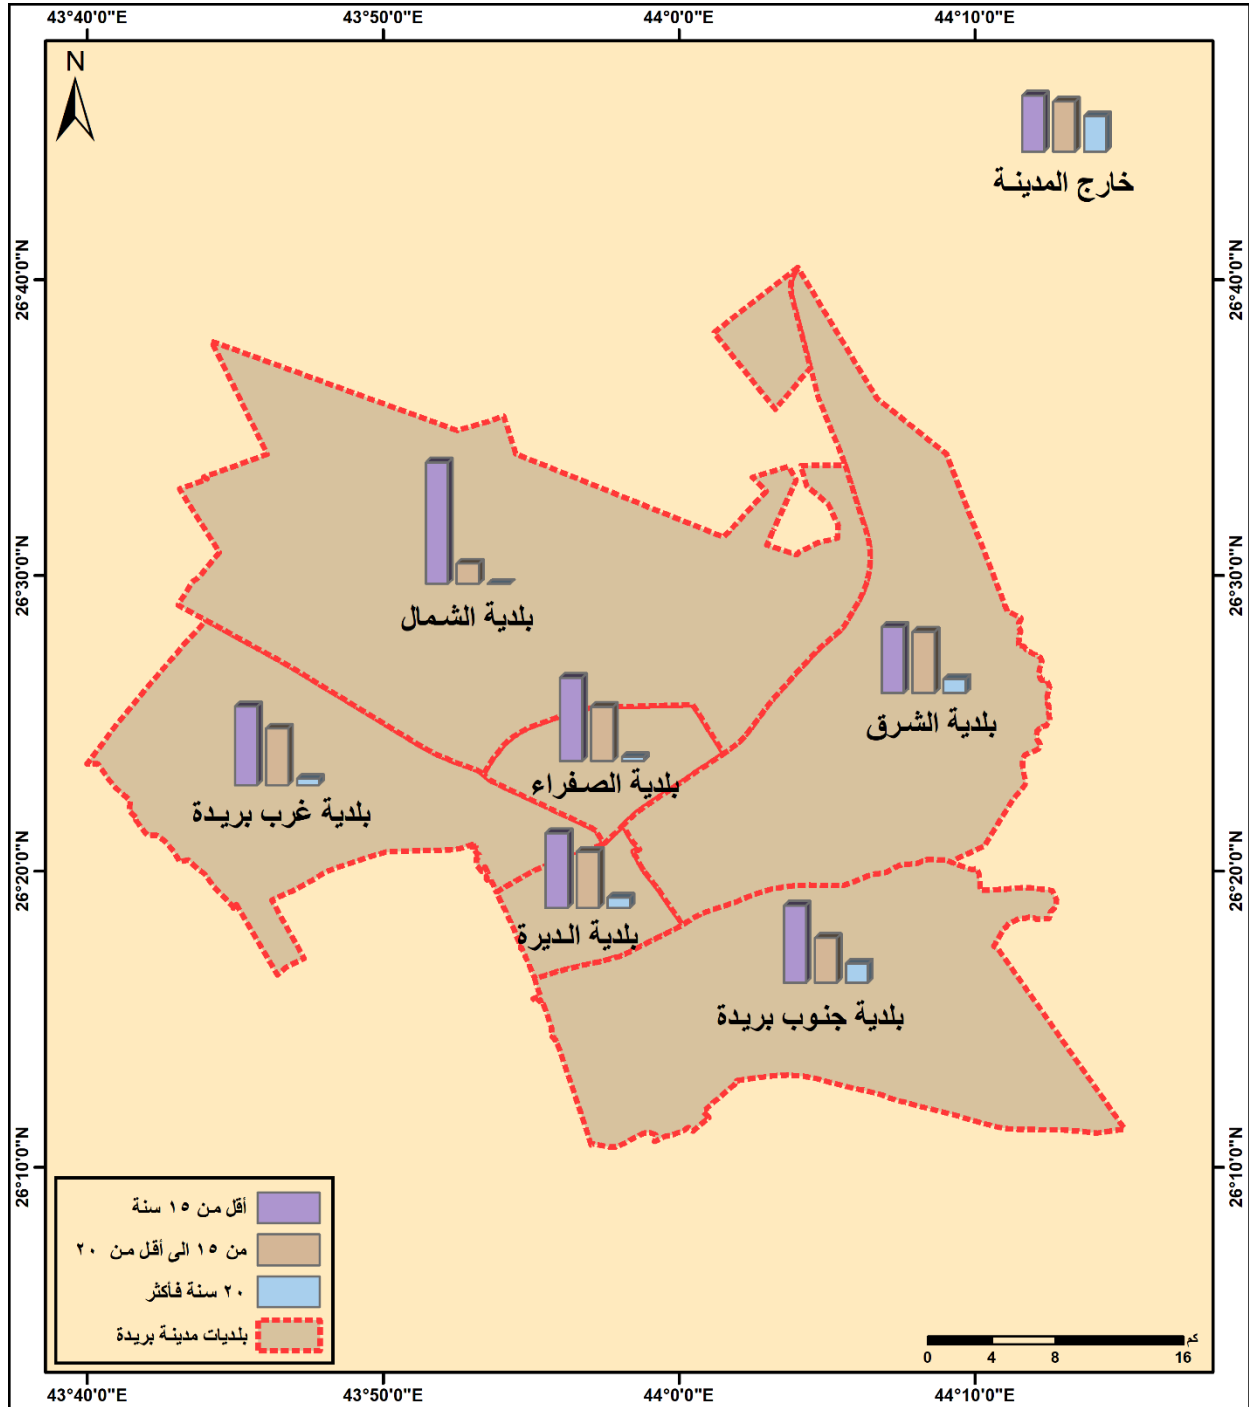 43°40'0"E 43°50'0"E 44°0'0"E 44°10'0"E
N
خارج المدينة
26°40'0"N 26°40'0"N
26°30'0"N 26°30'0"N
بلدية الشمال
بلدية الشرق
بلدية الصفراء
بلدية غرب بريدة
26°20'0"N 26°20'0"N
بلدية الديرة
بلدية جنوب بريدة
26°10'0"N 26°10'0"N
أقل من ١٥ سنة
من ١٥ الى أقل من ٢٠
٢٠ سنة فأكثر
بلديات مدينة بريدة
كم
0 4 8 16
43°40'0"E 43°50'0"E 44°0'0"E 44°10'0"E